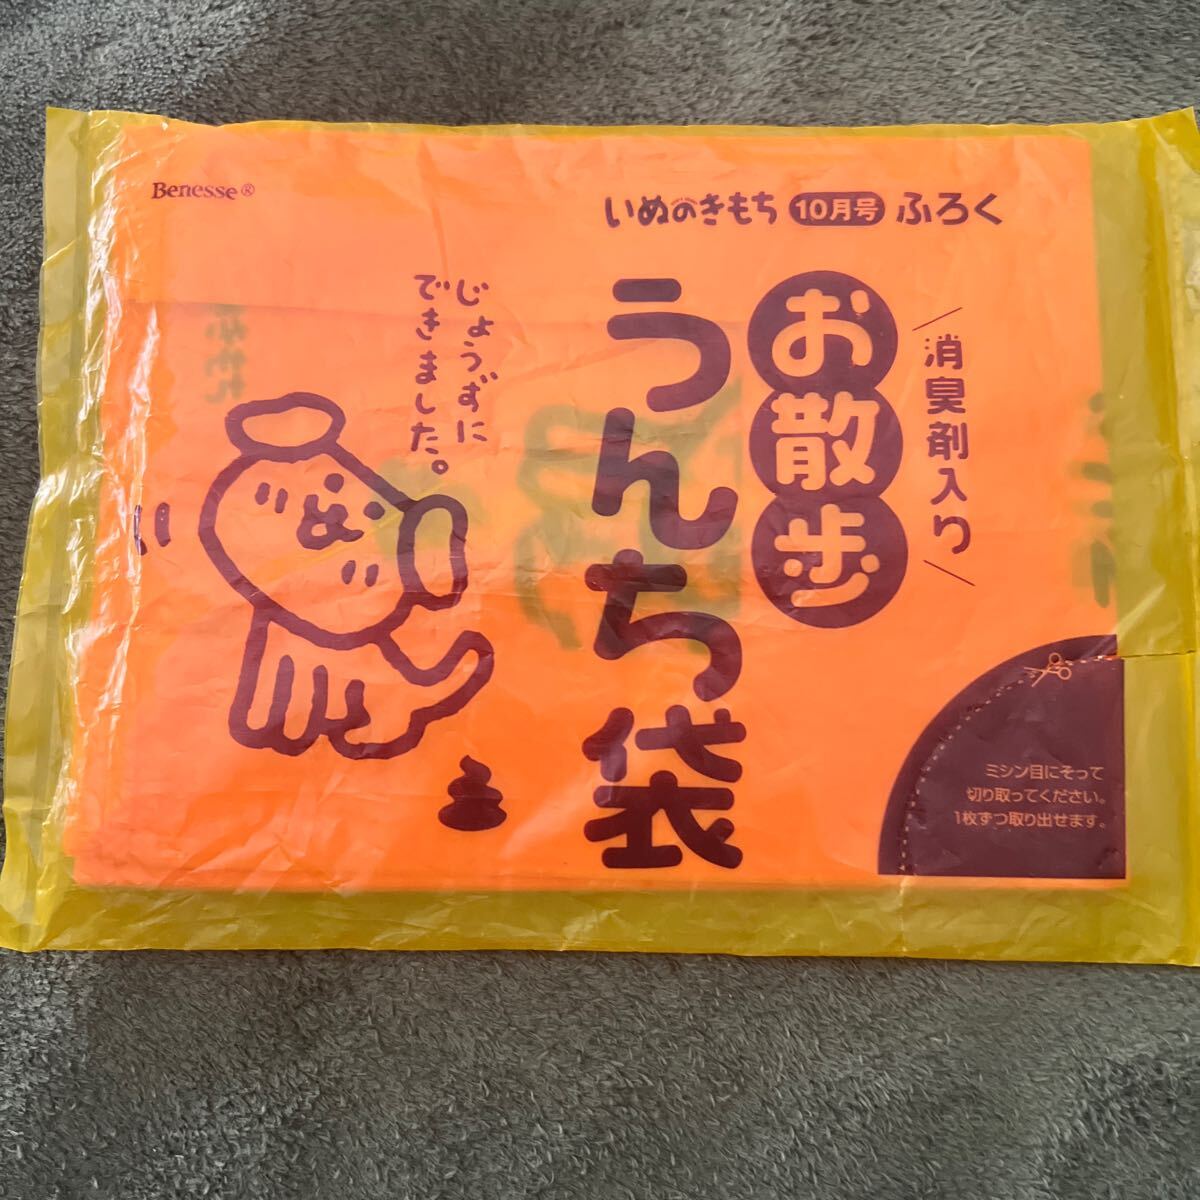 Benesse®
いぬのきもち 10月号 ふろく
消臭剤入り
お散歩
うんち袋
じょうずに
できました。
ミシン目にそって
切り取ってください。
1枚ずつ取り出せます。